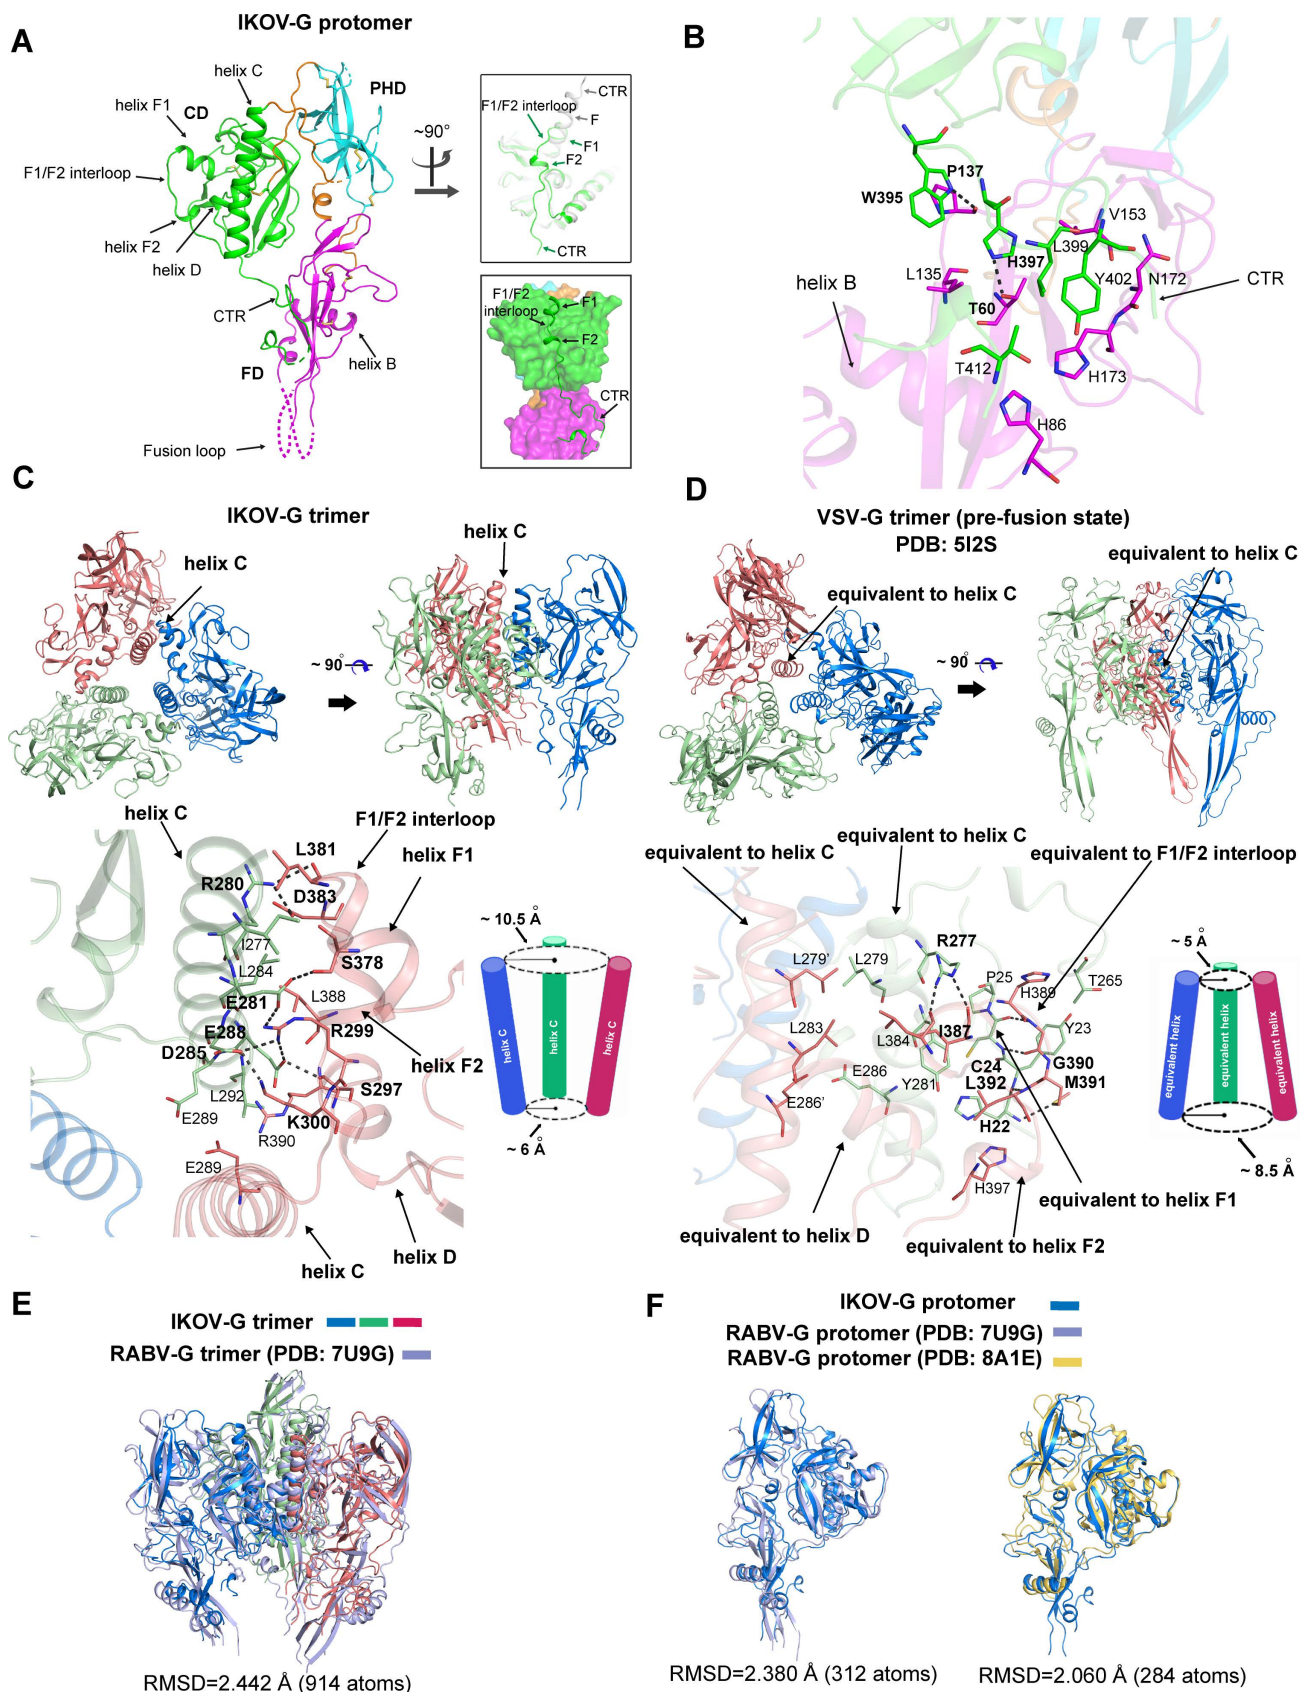 A
IKOV-G protomer
helix C
helix F1
CD
PHD
F1/F2 interloop
helix F2
helix D
CTR
helix B
FD
Fusion loop
~90°
CTR
F1/F2 interloop
F
F1
F2
CTR
F1/F2
interloop
F1
F2
CTR
B
P137
W395
V153
L399
H397
L135
Y402
N172
CTR
helix B
T60
T412
H173
H86
C
IKOV-G trimer
helix C
helix C
~ 90°
helix C
F1/F2 interloop
L381
helix F1
R280
D383
I277
S378
L284
E281
L388
E288
R299
D285
helix F2
L292
S297
E289
K300
R390
E289
helix D
helix C
~ 10.5 Å
helix C
helix C
helix C
~ 6 Å
D
VSV-G trimer (pre-fusion state)
PDB: 5I2S
equivalent to helix C
equivalent to helix C
~ 90°
equivalent to helix C
equivalent to helix C
equivalent to F1/F2 interloop
R277
L279'
L279
P25
H389
T265
L283
I387
Y23
L384
C24
G390
E286
Y281
L392
M391
E286'
H22
H397
equivalent to helix F1
equivalent to helix D
equivalent to helix F2
~ 5 Å
equivalent helix
equivalent helix
equivalent helix
~ 8.5 Å
E
IKOV-G trimer
RABV-G trimer (PDB: 7U9G)
RMSD=2.442 Å (914 atoms)
F
IKOV-G protomer
RABV-G protomer (PDB: 7U9G)
RABV-G protomer (PDB: 8A1E)
RMSD=2.380 Å (312 atoms)
RMSD=2.060 Å (284 atoms)